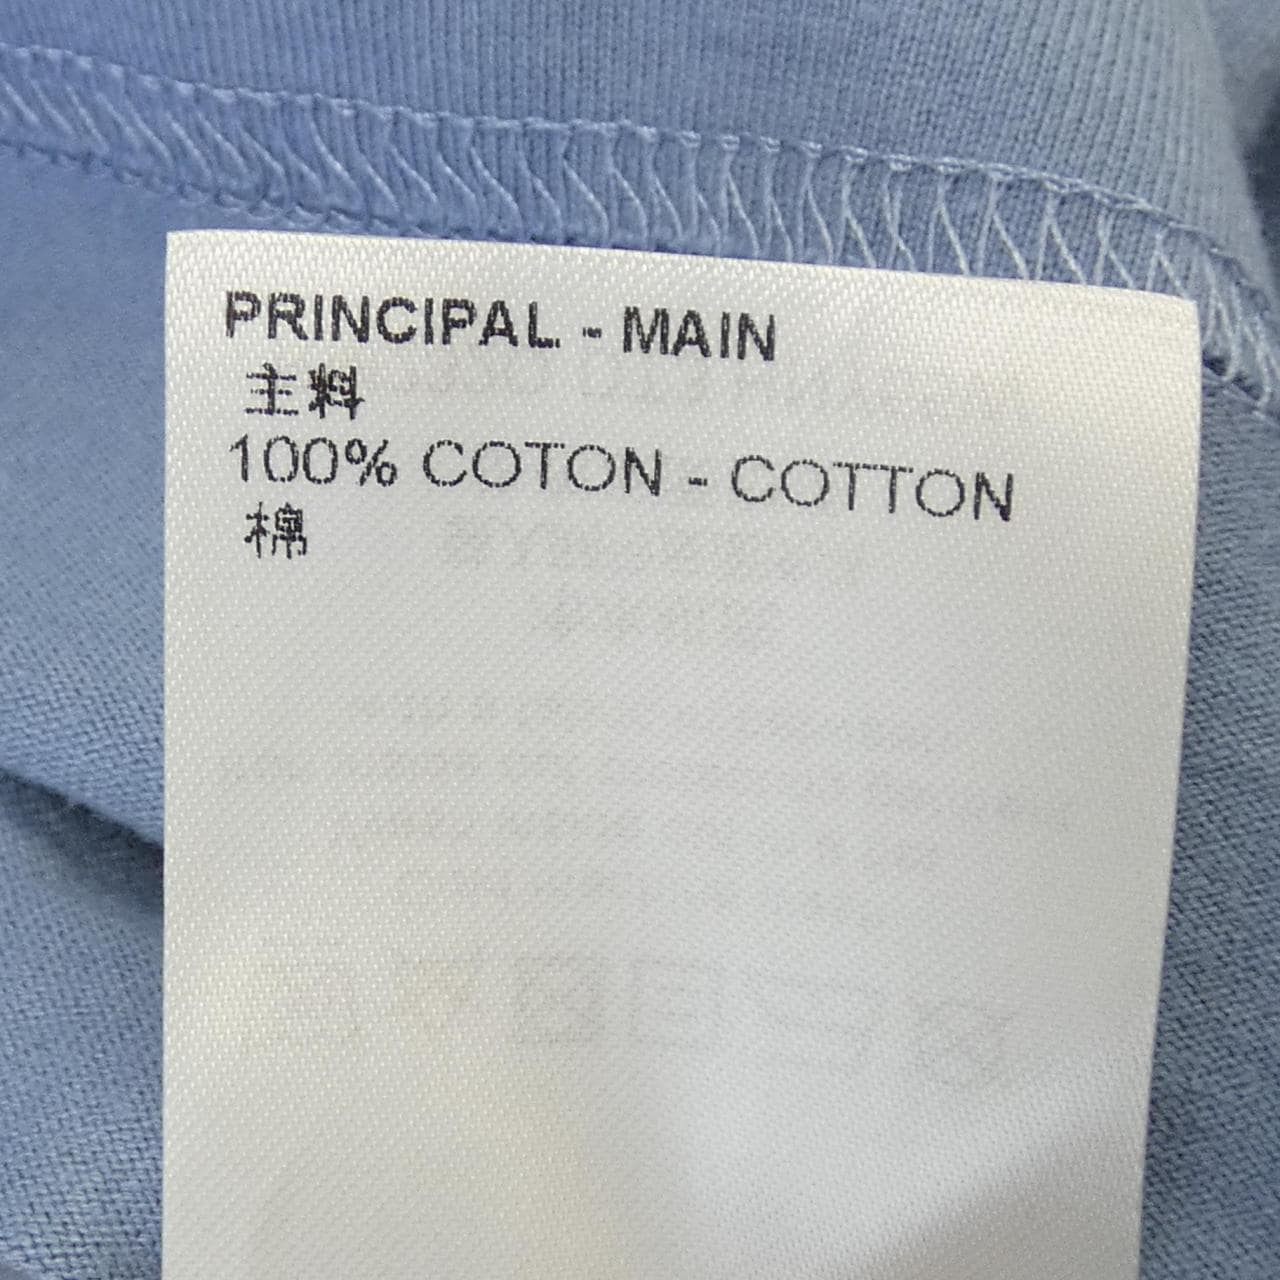 PRINCIPAL - MAIN
主料
100% COTON - COTTON
棉